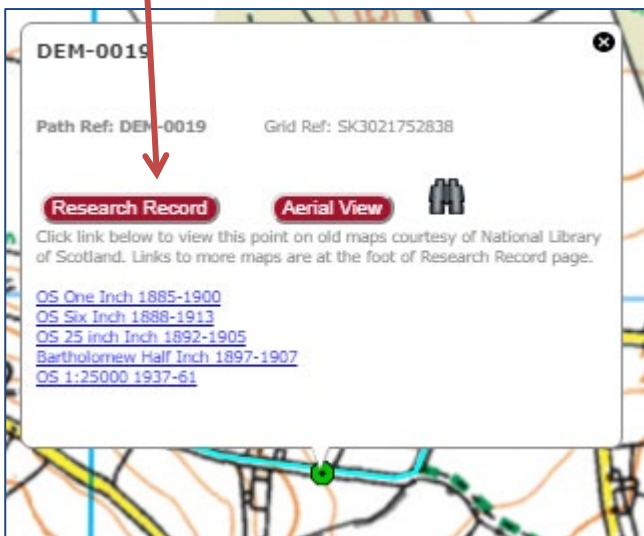 DEM-0019
Path Ref: DEM-0019 Grid Ref: SK3021752838
Research Record Aerial View
Click link below to view this point on old maps courtesy of National Library
of Scotland. Links to more maps are at the foot of Research Record page.
OS One Inch 1885-1900
OS Six Inch 1888-1913
OS 25 inch Inch 1892-1905
Bartholomew Half Inch 1897-1907
OS 1:25000 1937-61